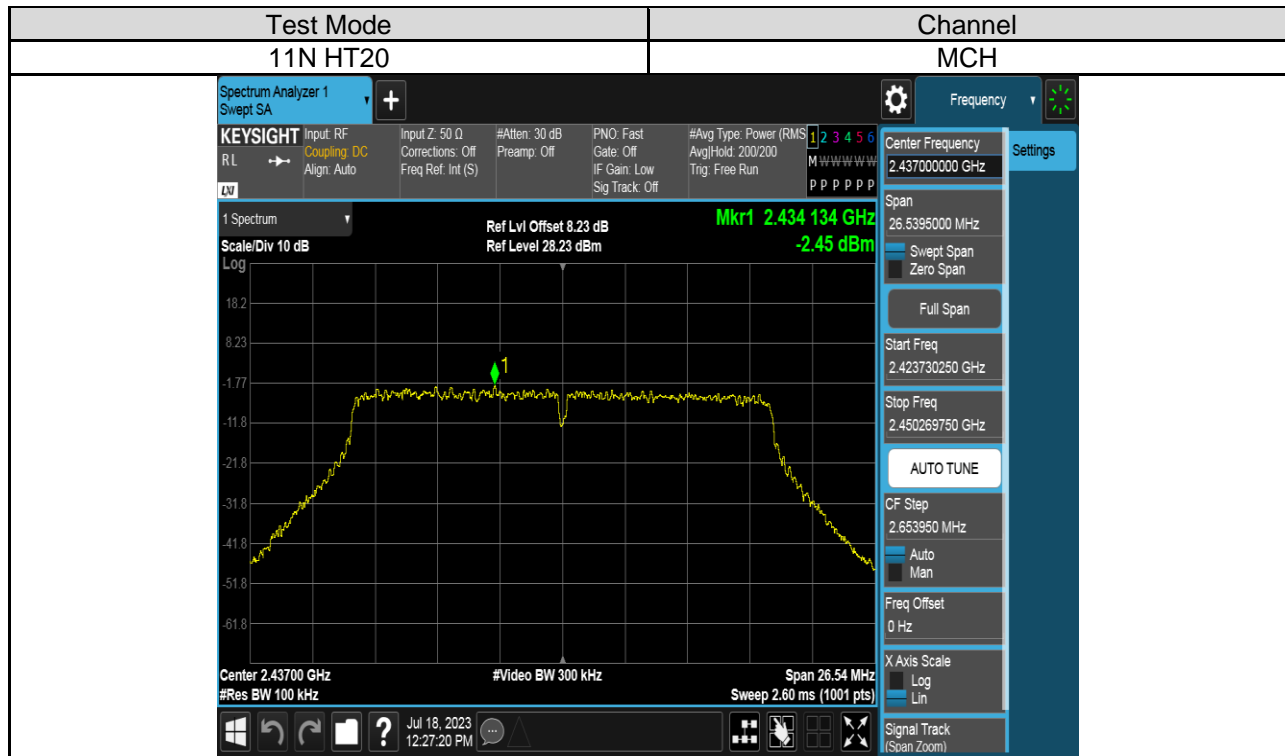 Test Mode Channel
11N HT20 MCH
Spectrum Analyzer 1
Swept SA
+
Frequency
KEYSIGHT
RL
LXI
Input: RF
Coupling: DC
Align: Auto
Input Z: 50 Ω
Corrections: Off
Freq Ref: Int (S)
#Atten: 30 dB
Preamp: Off
PNO: Fast
Gate: Off
IF Gain: Low
Sig Track: Off
#Avg Type: Power (RMS
Avg|Hold: 200/200
Trig: Free Run
1 2 3 4 5 6
M W W W W W
P P P P P P
1 Spectrum
Scale/Div 10 dB
Ref Lvl Offset 8.23 dB
Ref Level 28.23 dBm
Mkr1 2.434 134 GHz
-2.45 dBm
Log
18.2
8.23
-1.77
-11.8
-21.8
-31.8
-41.8
-51.8
-61.8
1
Center 2.43700 GHz
#Res BW 100 kHz
#Video BW 300 kHz
Span 26.54 MHz
Sweep 2.60 ms (1001 pts)
?
Jul 18, 2023
12:27:20 PM
Center Frequency
2.437000000 GHz
Span
26.5395000 MHz
Swept Span
Zero Span
Full Span
Start Freq
2.423730250 GHz
Stop Freq
2.450269750 GHz
AUTO TUNE
CF Step
2.653950 MHz
Auto
Man
Freq Offset
0 Hz
X Axis Scale
Log
Lin
Signal Track
(Span Zoom)
Settings